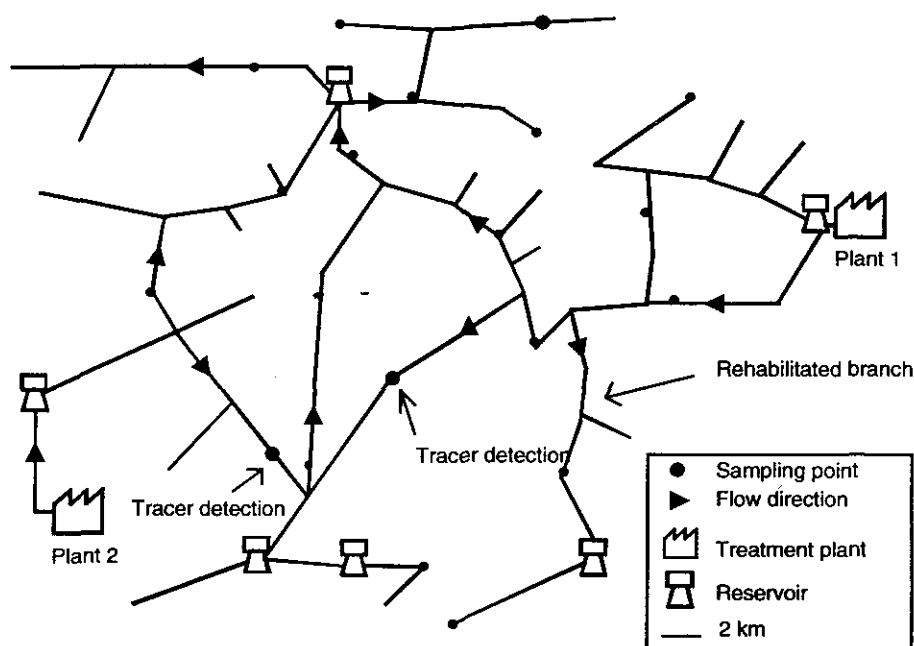 Plant 1
Rehabilitated branch
Tracer detection
Tracer detection
Plant 2
Sampling point
Flow direction
Treatment plant
Reservoir
2 km